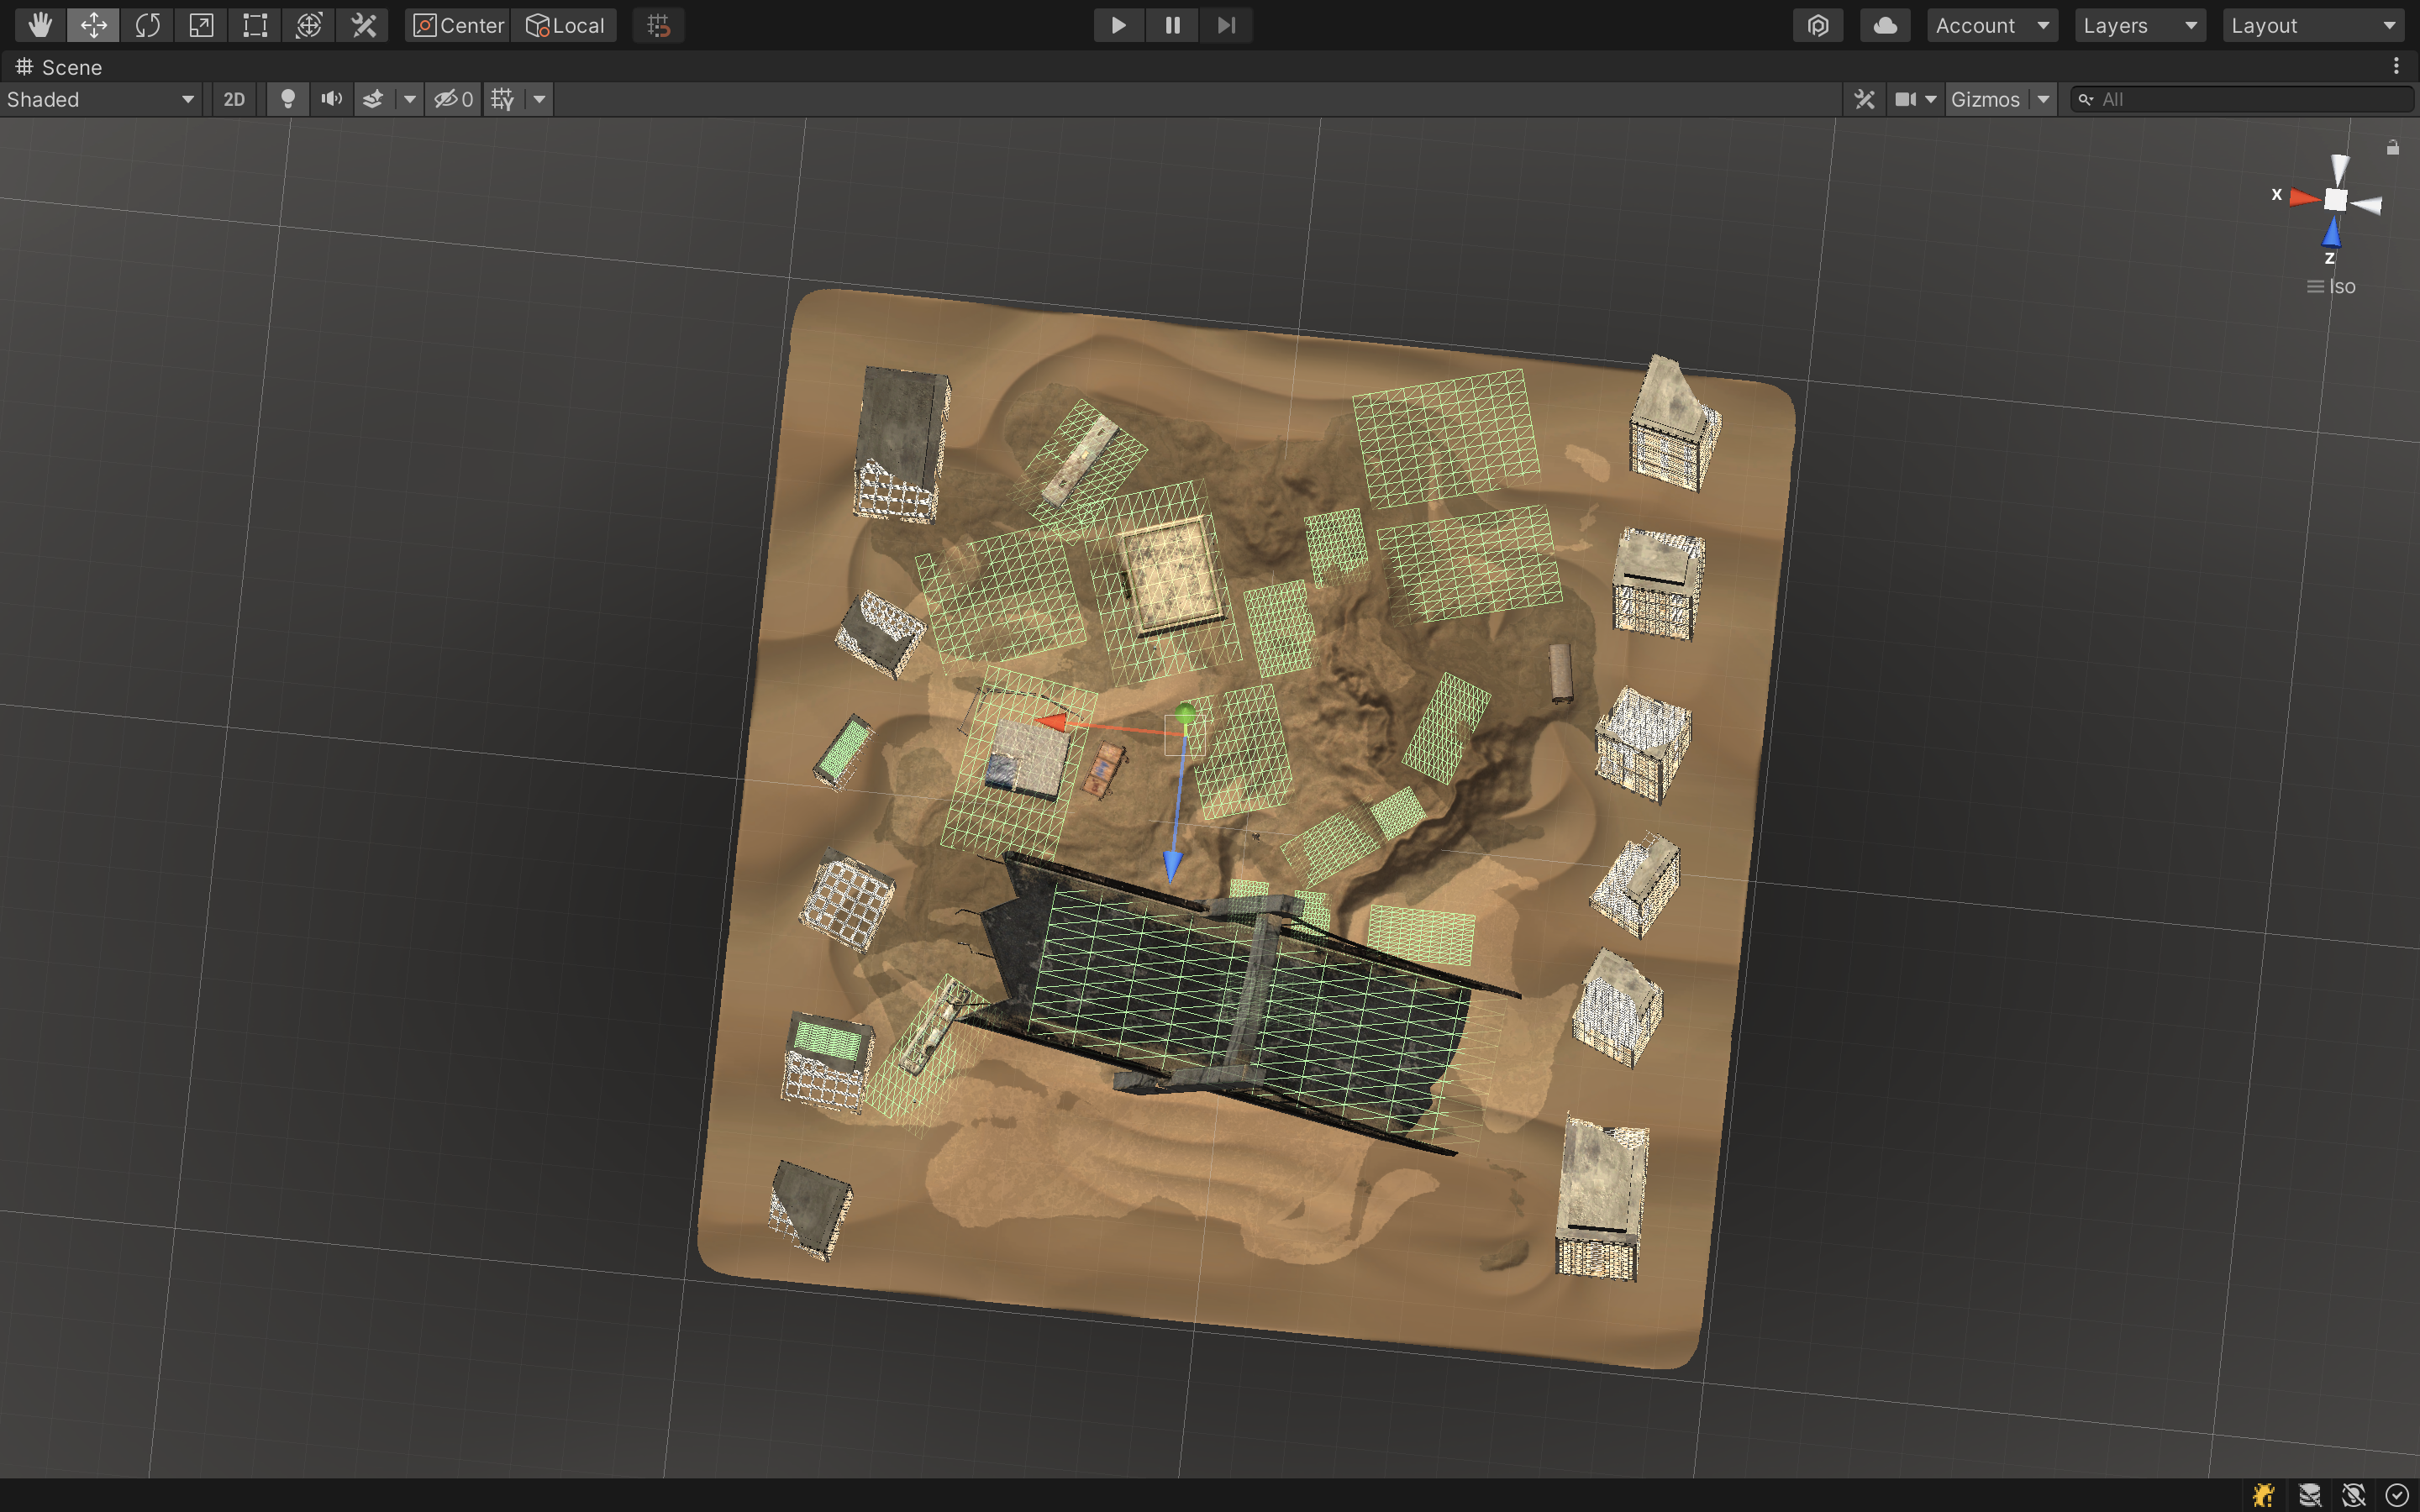 Center Local Account Layers Layout
Scene
Shaded 2D 0 Gizmos All
X
Z
Iso